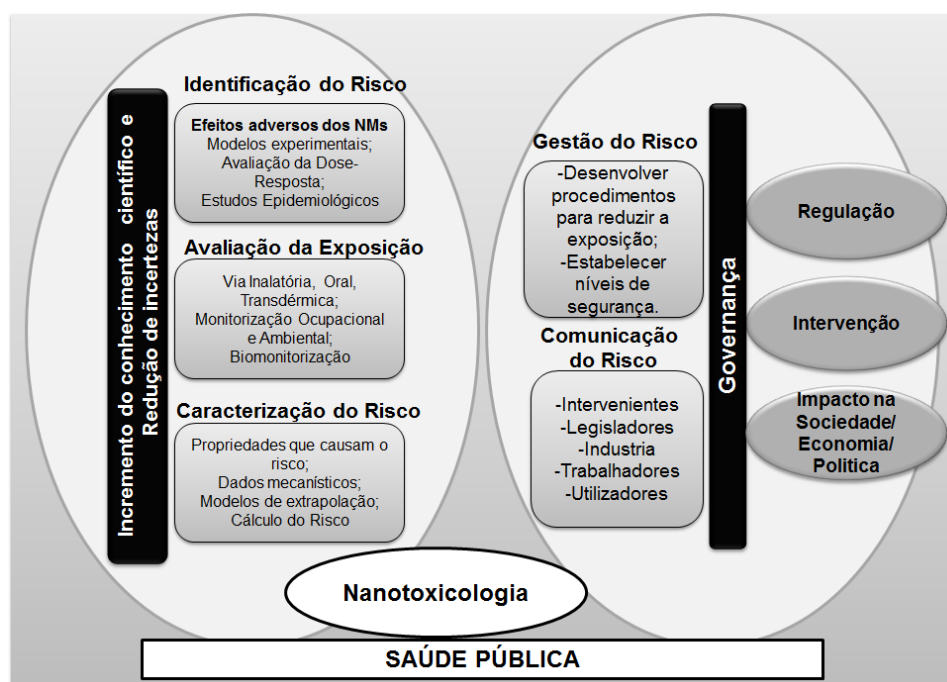 Incremento do conhecimento científico e
Redução de incertezas
Identificação do Risco
Efeitos adversos dos NMs
Modelos experimentais;
Avaliação da Dose-
Resposta;
Estudos Epidemiológicos
Avaliação da Exposição
Via Inalatória, Oral,
Transdérmica;
Monitorização Ocupacional
e Ambiental;
Biomonitorização
Caracterização do Risco
Propriedades que causam o
risco;
Dados mecanísticos;
Modelos de extrapolação;
Cálculo do Risco
Gestão do Risco
-Desenvolver
procedimentos
para reduzir a
exposição;
-Estabelecer
níveis de
segurança.
Comunicação
do Risco
-Intervenientes
-Legisladores
-Industria
-Trabalhadores
-Utilizadores
Governança
Regulação
Intervenção
Impacto na
Sociedade/
Economia/
Politica
Nanotoxicologia
SAÚDE PÚBLICA